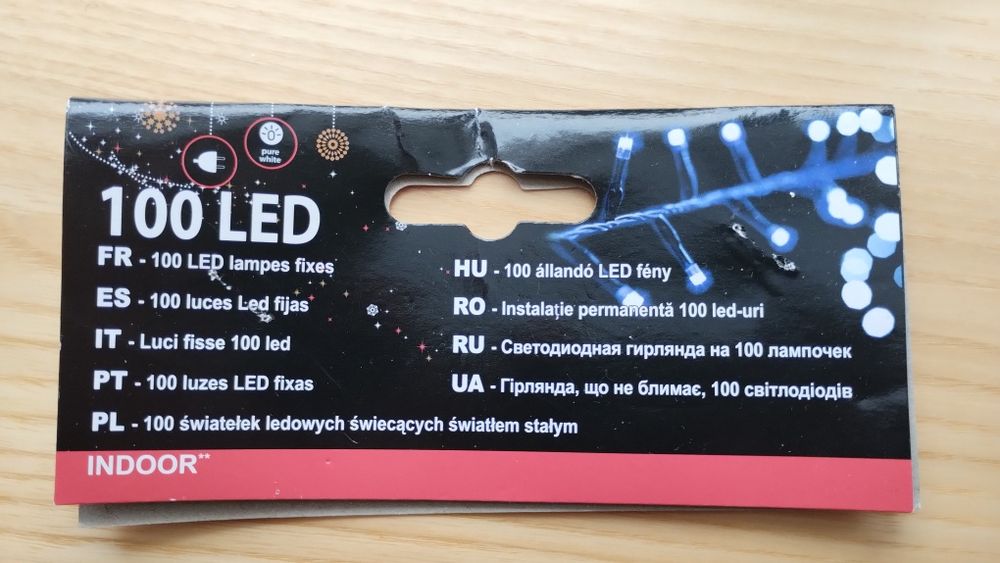 pure
white
100 LED
FR - 100 LED lampes fixes
ES - 100 luces Led fijas
IT - Luci fisse 100 led
PT - 100 luzes LED fixas
PL - 100 światełek ledowych świecących światłem stałym
HU - 100 állandó LED fény
RO - Instalație permanentă 100 led-uri
RU - Светодиодная гирлянда на 100 лампочек
UA - Гірлянда, що не блимає, 100 світлодіодів
INDOOR**